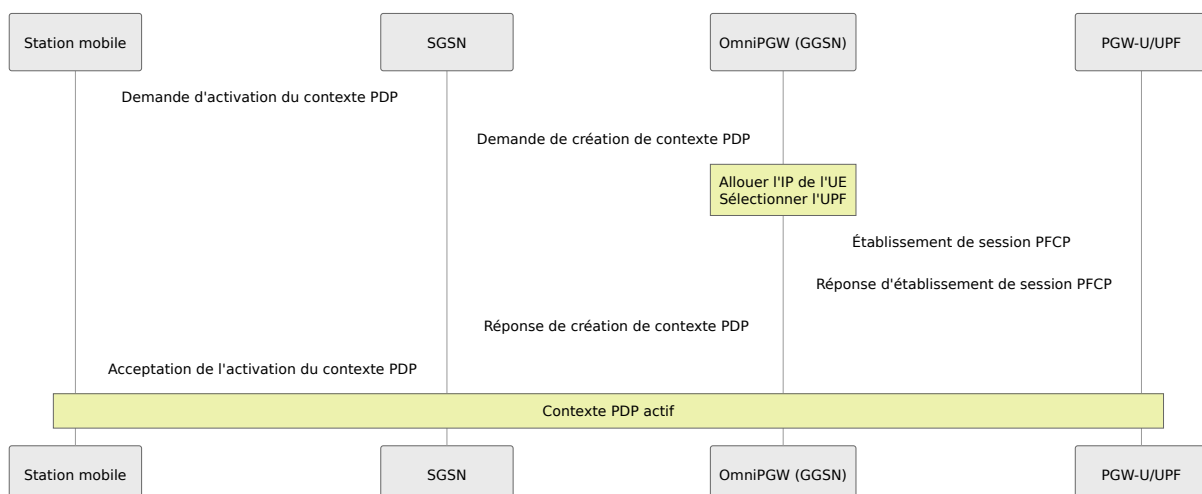 Station mobile
SGSN
OmniPGW (GGSN)
PGW-U/UPF
Demande d'activation du contexte PDP
Demande de création de contexte PDP
Allouer l'IP de l'UE
Sélectionner l'UPF
Établissement de session PFCP
Réponse d'établissement de session PFCP
Réponse de création de contexte PDP
Acceptation de l'activation du contexte PDP
Contexte PDP actif
Station mobile
SGSN
OmniPGW (GGSN)
PGW-U/UPF